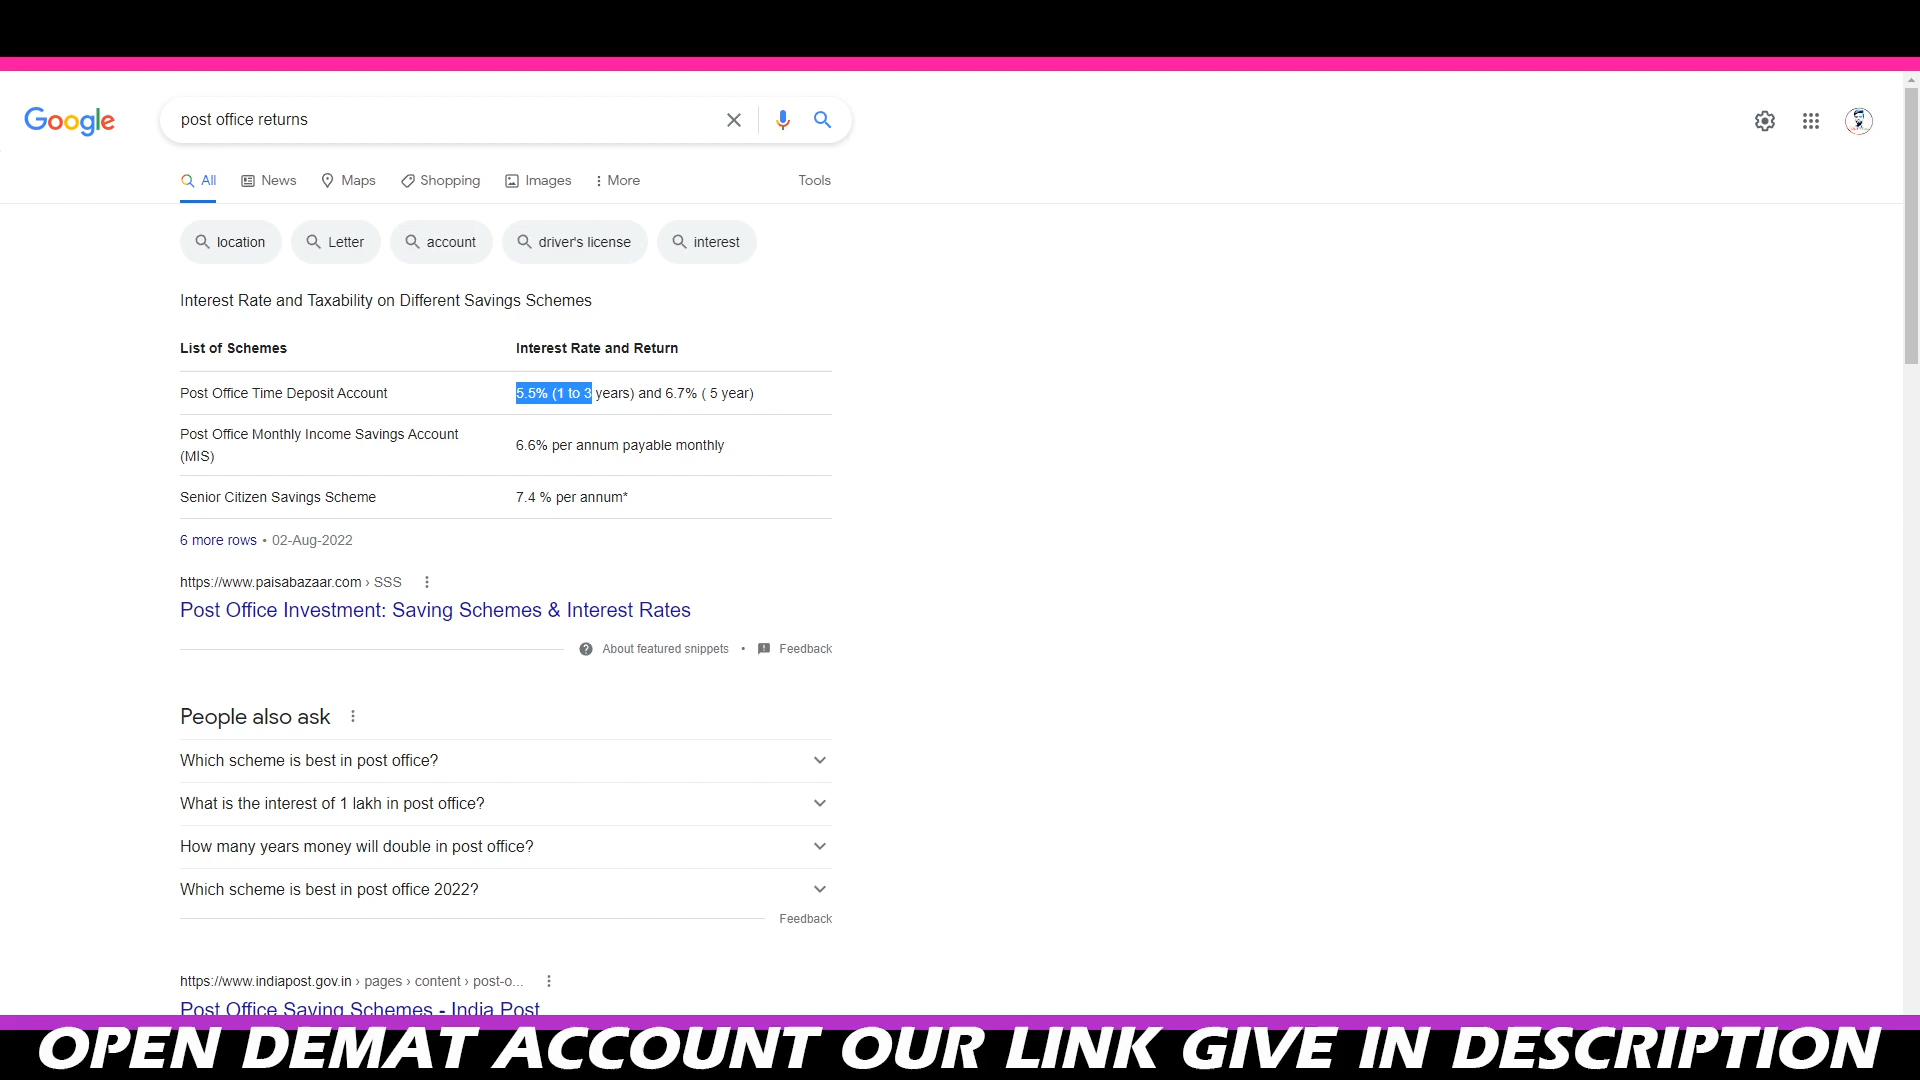 Google
post office returns
All News Maps Shopping Images More Tools
location Letter account driver's license interest
Interest Rate and Taxability on Different Savings Schemes
List of Schemes Interest Rate and Return
Post Office Time Deposit Account 5.5% (1 to 3 years) and 6.7% ( 5 year)
Post Office Monthly Income Savings Account
(MIS) 6.6% per annum payable monthly
Senior Citizen Savings Scheme 7.4 % per annum*
6 more rows • 02-Aug-2022
https://www.paisabazaar.com › SSS
Post Office Investment: Saving Schemes & Interest Rates
About featured snippets • Feedback
People also ask
Which scheme is best in post office?
What is the interest of 1 lakh in post office?
How many years money will double in post office?
Which scheme is best in post office 2022?
Feedback
https://www.indiapost.gov.in › pages › content › post-o...
Post Office Saving Schemes - India Post
OPEN DEMAT ACCOUNT OUR LINK GIVE IN DESCRIPTION